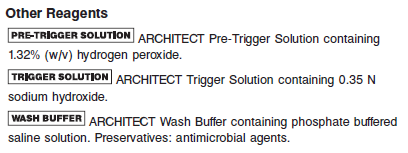 Other Reagents
PRE-TRIGGER SOLUTION ARCHITECT Pre-Trigger Solution containing
1.32% (w/v) hydrogen peroxide.
TRIGGER SOLUTION ARCHITECT Trigger Solution containing 0.35 N
sodium hydroxide.
WASH BUFFER ARCHITECT Wash Buffer containing phosphate buffered
saline solution. Preservatives: antimicrobial agents.